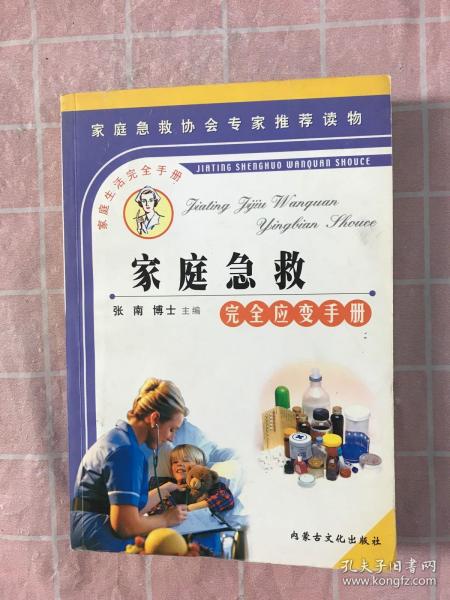 家庭急救协会专家推荐读物
JIATING SHENGHUO WANQUAN SHOUCE
家庭生活完全手册
Jiating Jijiu Wanquan
Yingbian Shouce
家庭急救
张 南 博士 主编
完全应变手册
内蒙古文化出版社
孔夫子旧书网
www.kongfz.com